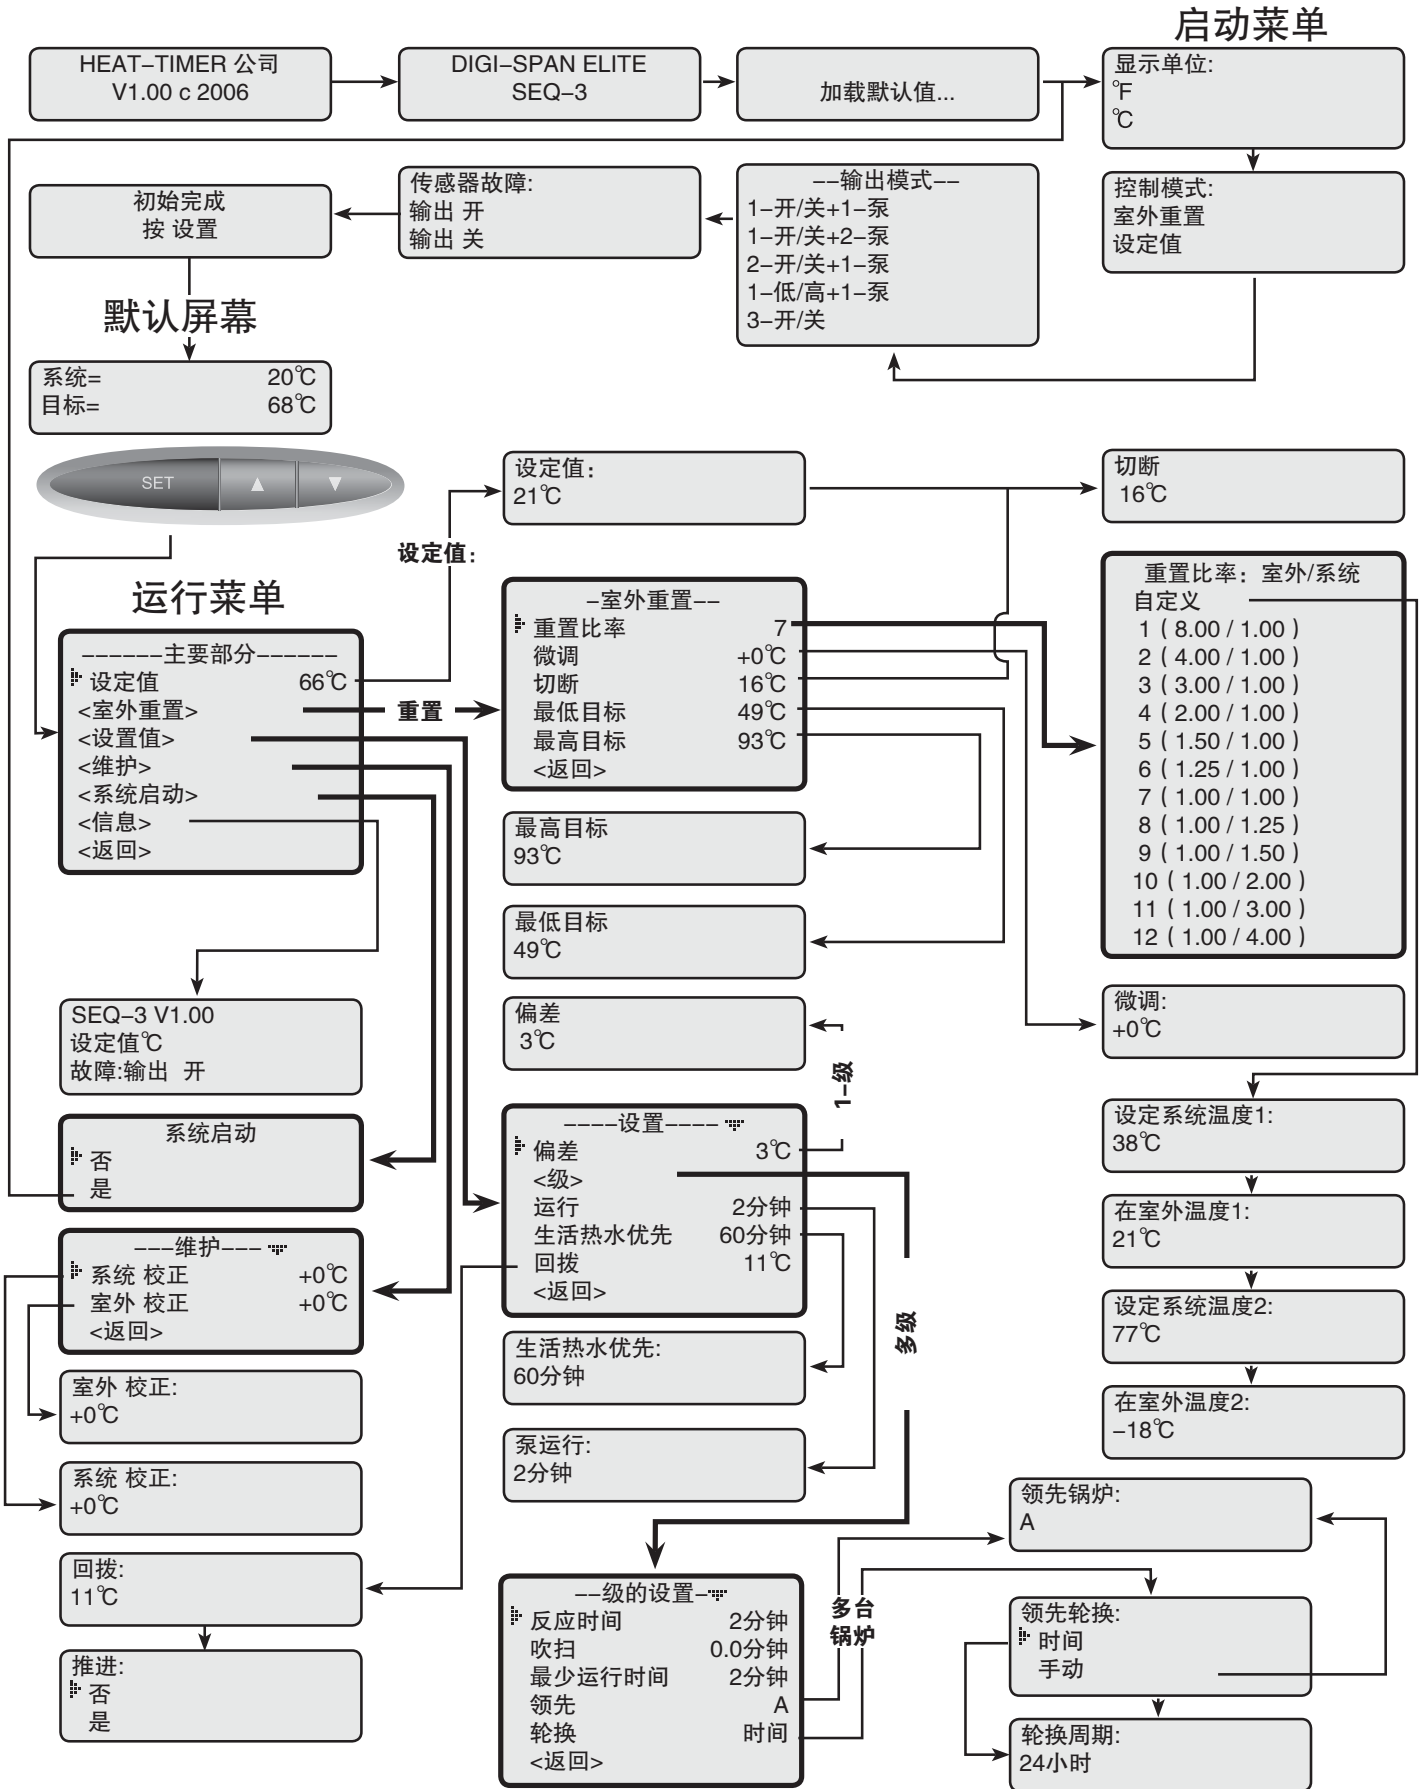 启动菜单
HEAT–TIMER 公司
V1.00 c 2006
DIGI–SPAN ELITE
SEQ–3
加载默认值...
显示单位:
°F
℃
控制模式:
室外重置
设定值
––输出模式––
1–开/关+1–泵
1–开/关+2–泵
2–开/关+1–泵
1–低/高+1–泵
3–开/关
传感器故障:
输出 开
输出 关
初始完成
按 设置
默认屏幕
系统= 20℃
目标= 68℃
SET
设定值:
设定值:
21℃
切断
16℃
运行菜单
––––––主要部分––––––
设定值 66℃
<室外重置>
<设置值>
<维护>
<系统启动>
<信息>
<返回>
重置
–室外重置––
重置比率 7
微调 +0℃
切断 16℃
最低目标 49℃
最高目标 93℃
<返回>
重置比率: 室外/系统
自定义
1 ( 8.00 / 1.00 )
2 ( 4.00 / 1.00 )
3 ( 3.00 / 1.00 )
4 ( 2.00 / 1.00 )
5 ( 1.50 / 1.00 )
6 ( 1.25 / 1.00 )
7 ( 1.00 / 1.00 )
8 ( 1.00 / 1.25 )
9 ( 1.00 / 1.50 )
10 ( 1.00 / 2.00 )
11 ( 1.00 / 3.00 )
12 ( 1.00 / 4.00 )
最高目标
93℃
最低目标
49℃
偏差
3℃
1–级
微调:
+0℃
SEQ–3 V1.00
设定值℃
故障:输出 开
系统启动
否
是
–––维护–––
系统 校正 +0℃
室外 校正 +0℃
<返回>
室外 校正:
+0℃
系统 校正:
+0℃
回拨:
11℃
推进:
否
是
––––设置––––
偏差 3℃
<级>
运行 2分钟
生活热水优先 60分钟
回拨 11℃
<返回>
多级
生活热水优先:
60分钟
泵运行:
2分钟
设定系统温度1:
38℃
在室外温度1:
21℃
设定系统温度2:
77℃
在室外温度2:
–18℃
––级的设置–
反应时间 2分钟
吹扫 0.0分钟
最少运行时间 2分钟
领先 A
轮换 时间
<返回>
多台
锅炉
领先锅炉:
A
领先轮换:
时间
手动
轮换周期:
24小时